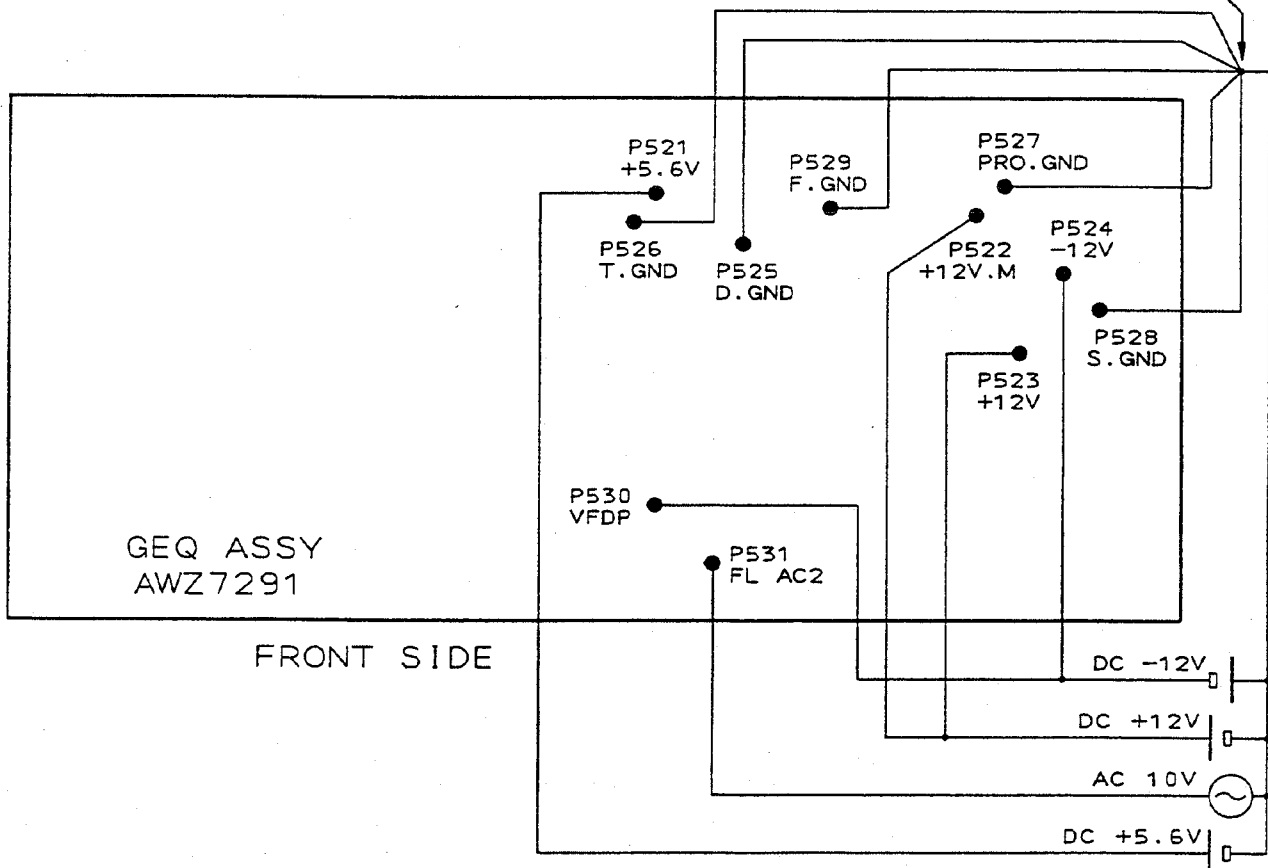 P521
+5.6V
P529
F.GND
P527
PRO.GND
P526
T.GND
P525
D.GND
P522
+12V.M
P524
-12V
P528
S.GND
P523
+12V
P530
VFDP
P531
FL AC2
GEQ ASSY
AWZ7291
FRONT SIDE
DC -12V
DC +12V
AC 10V
DC +5.6V